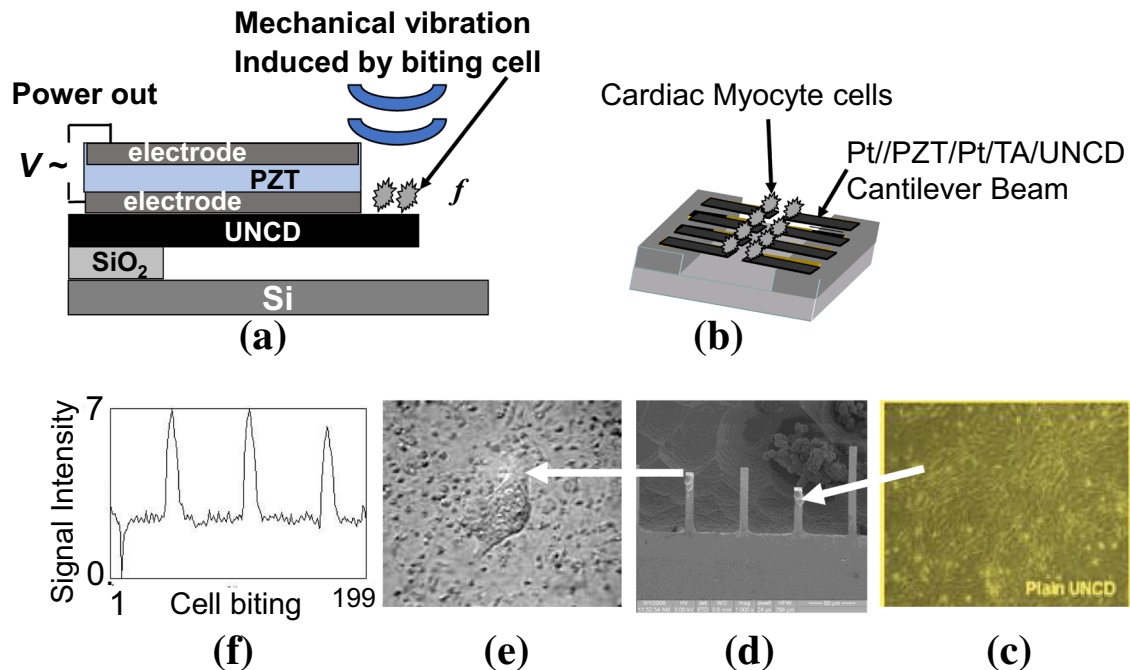 Mechanical vibration
Induced by biting cell
Power out
V ~
electrode
PZT
electrode
f
UNCD
SiO₂
Si
(a)
Cardiac Myocyte cells
Pt//PZT/Pt/TA/UNCD
Cantilever Beam
(b)
7
Signal Intensity
0.
1
Cell biting
199
(f)
(e)
(d)
Plain UNCD
(c)